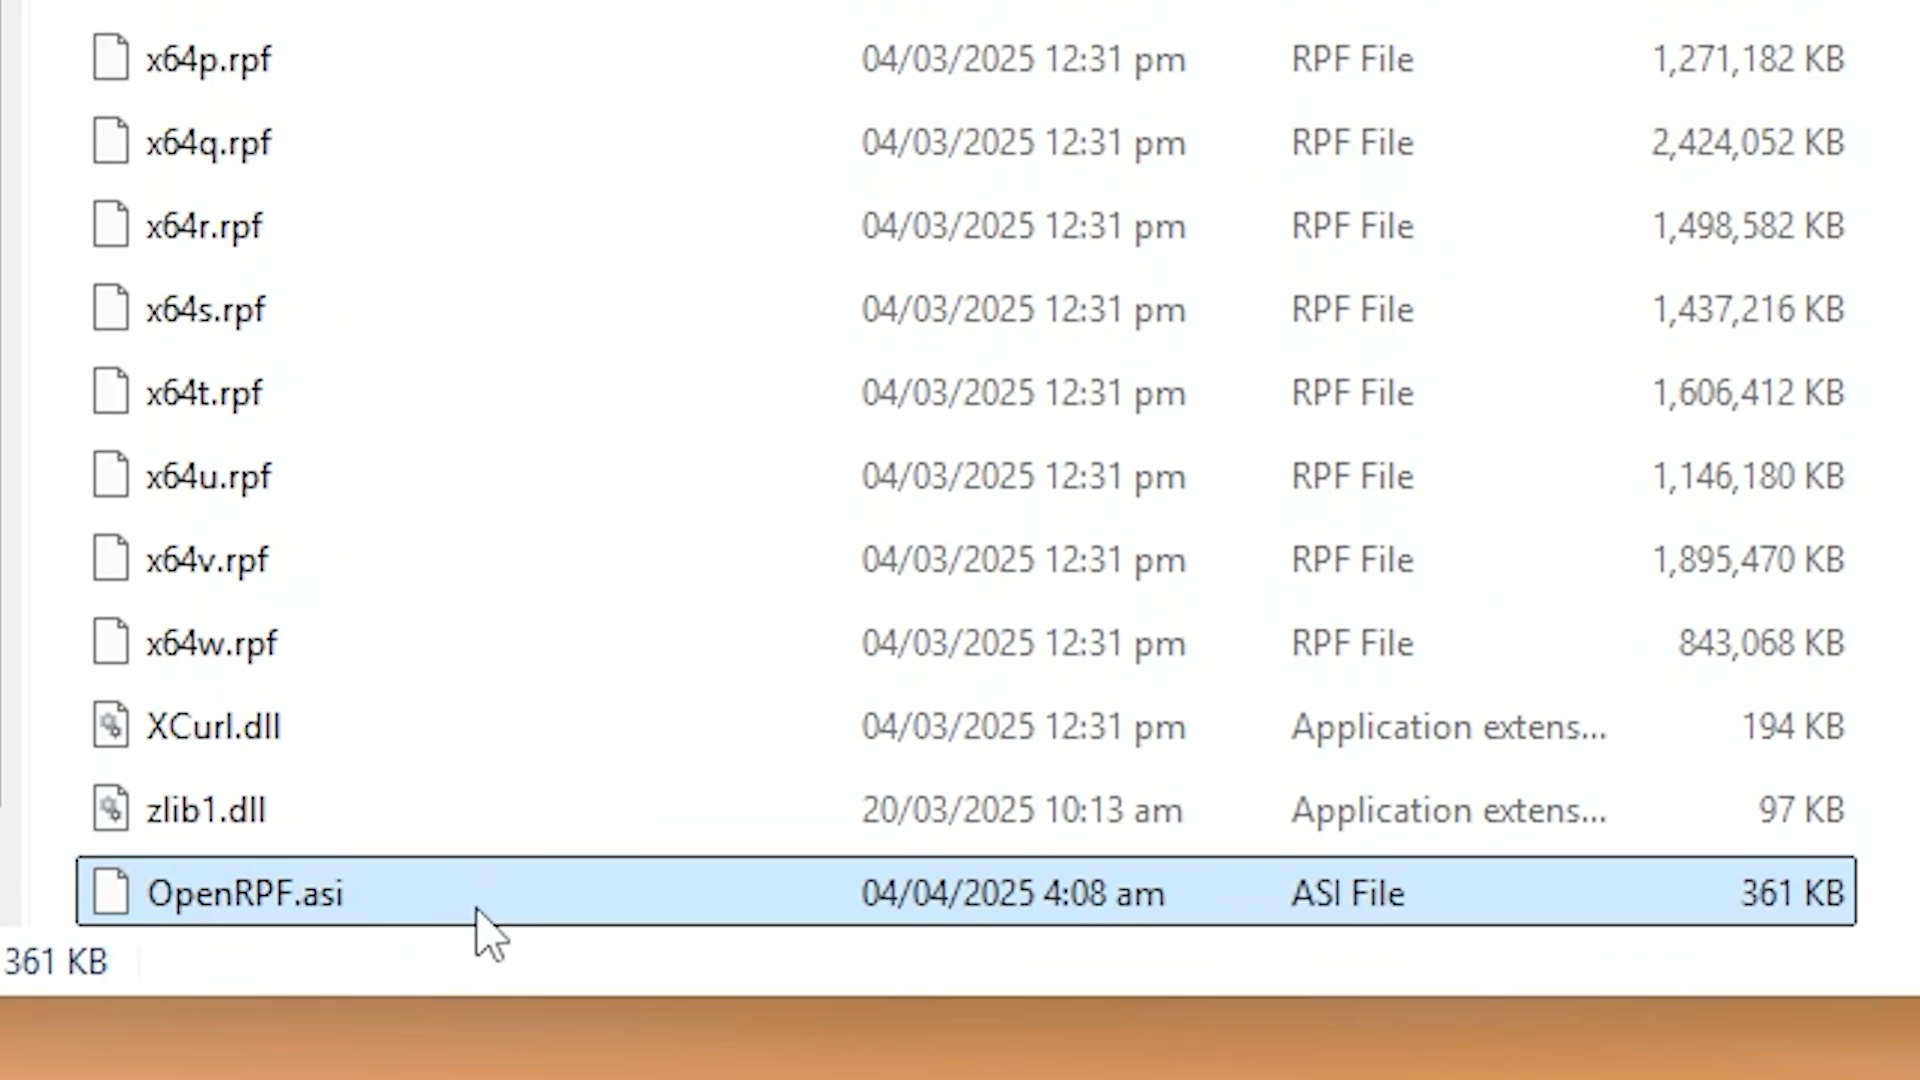 x64p.rpf 04/03/2025 12:31 pm RPF File 1,271,182 KB
x64q.rpf 04/03/2025 12:31 pm RPF File 2,424,052 KB
x64r.rpf 04/03/2025 12:31 pm RPF File 1,498,582 KB
x64s.rpf 04/03/2025 12:31 pm RPF File 1,437,216 KB
x64t.rpf 04/03/2025 12:31 pm RPF File 1,606,412 KB
x64u.rpf 04/03/2025 12:31 pm RPF File 1,146,180 KB
x64v.rpf 04/03/2025 12:31 pm RPF File 1,895,470 KB
x64w.rpf 04/03/2025 12:31 pm RPF File 843,068 KB
XCurl.dll 04/03/2025 12:31 pm Application extens... 194 KB
zlib1.dll 20/03/2025 10:13 am Application extens... 97 KB
OpenRPF.asi 04/04/2025 4:08 am ASI File 361 KB
361 KB